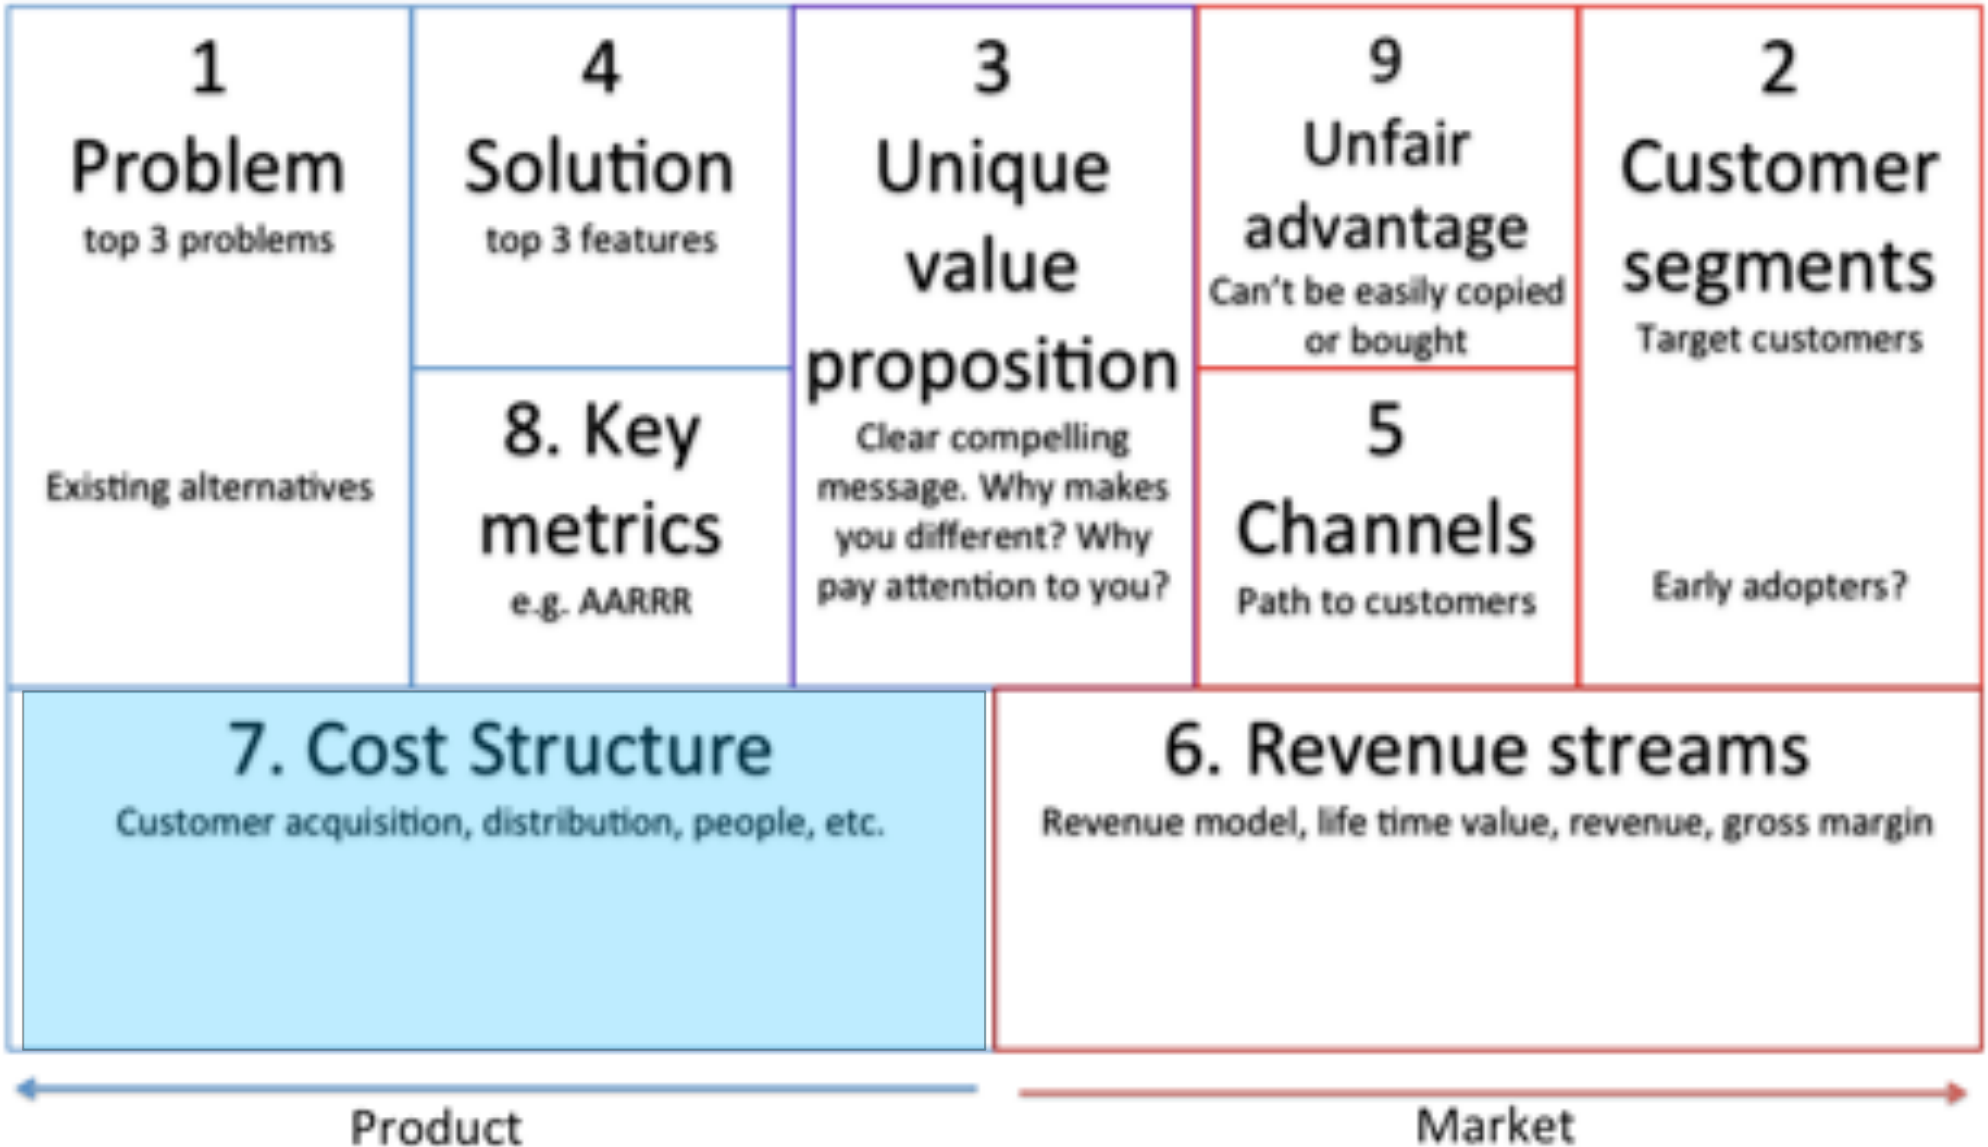 1
Problem
top 3 problems
Existing alternatives
4
Solution
top 3 features
8. Key
metrics
e.g. AARRR
3
Unique
value
proposition
Clear compelling
message. Why makes
you different? Why
pay attention to you?
9
Unfair
advantage
Can't be easily copied
or bought
5
Channels
Path to customers
2
Customer
segments
Target customers
Early adopters?
7. Cost Structure
Customer acquisition, distribution, people, etc.
6. Revenue streams
Revenue model, life time value, revenue, gross margin
Product
Market